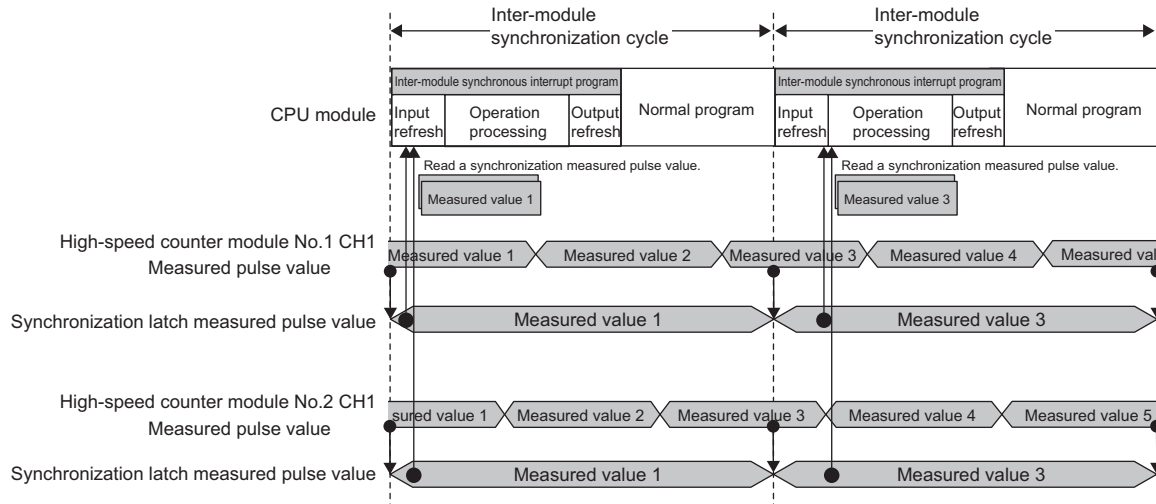 Inter-module
synchronization cycle
Inter-module
synchronization cycle
CPU module
Inter-module synchronous interrupt program
Input
refresh
Operation
processing
Output
refresh
Normal program
Inter-module synchronous interrupt program
Input
refresh
Operation
processing
Output
refresh
Normal program
Read a synchronization measured pulse value.
Measured value 1
Read a synchronization measured pulse value.
Measured value 3
High-speed counter module No.1 CH1
Measured pulse value
Measured value 1
Measured value 2
Measured value 3
Measured value 4
Measured val
Synchronization latch measured pulse value
Measured value 1
Measured value 3
High-speed counter module No.2 CH1
Measured pulse value
sured value 1
Measured value 2
Measured value 3
Measured value 4
Measured value 5
Synchronization latch measured pulse value
Measured value 1
Measured value 3